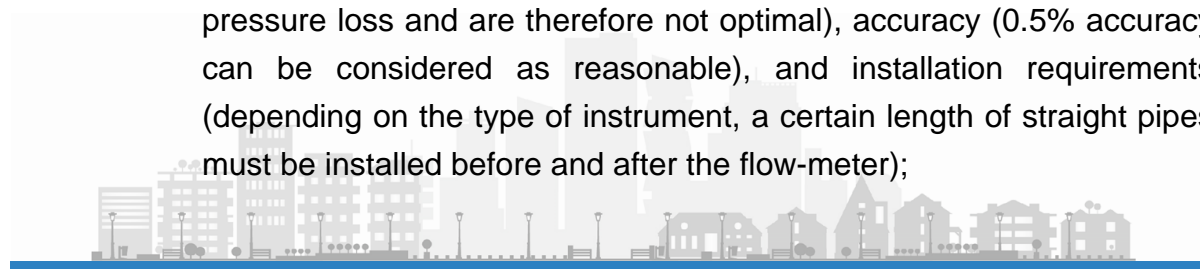 pressure loss and are therefore not optimal), accuracy (0.5% accuracy
can be considered as reasonable), and installation requirements
(depending on the type of instrument, a certain length of straight pipes
must be installed before and after the flow-meter);